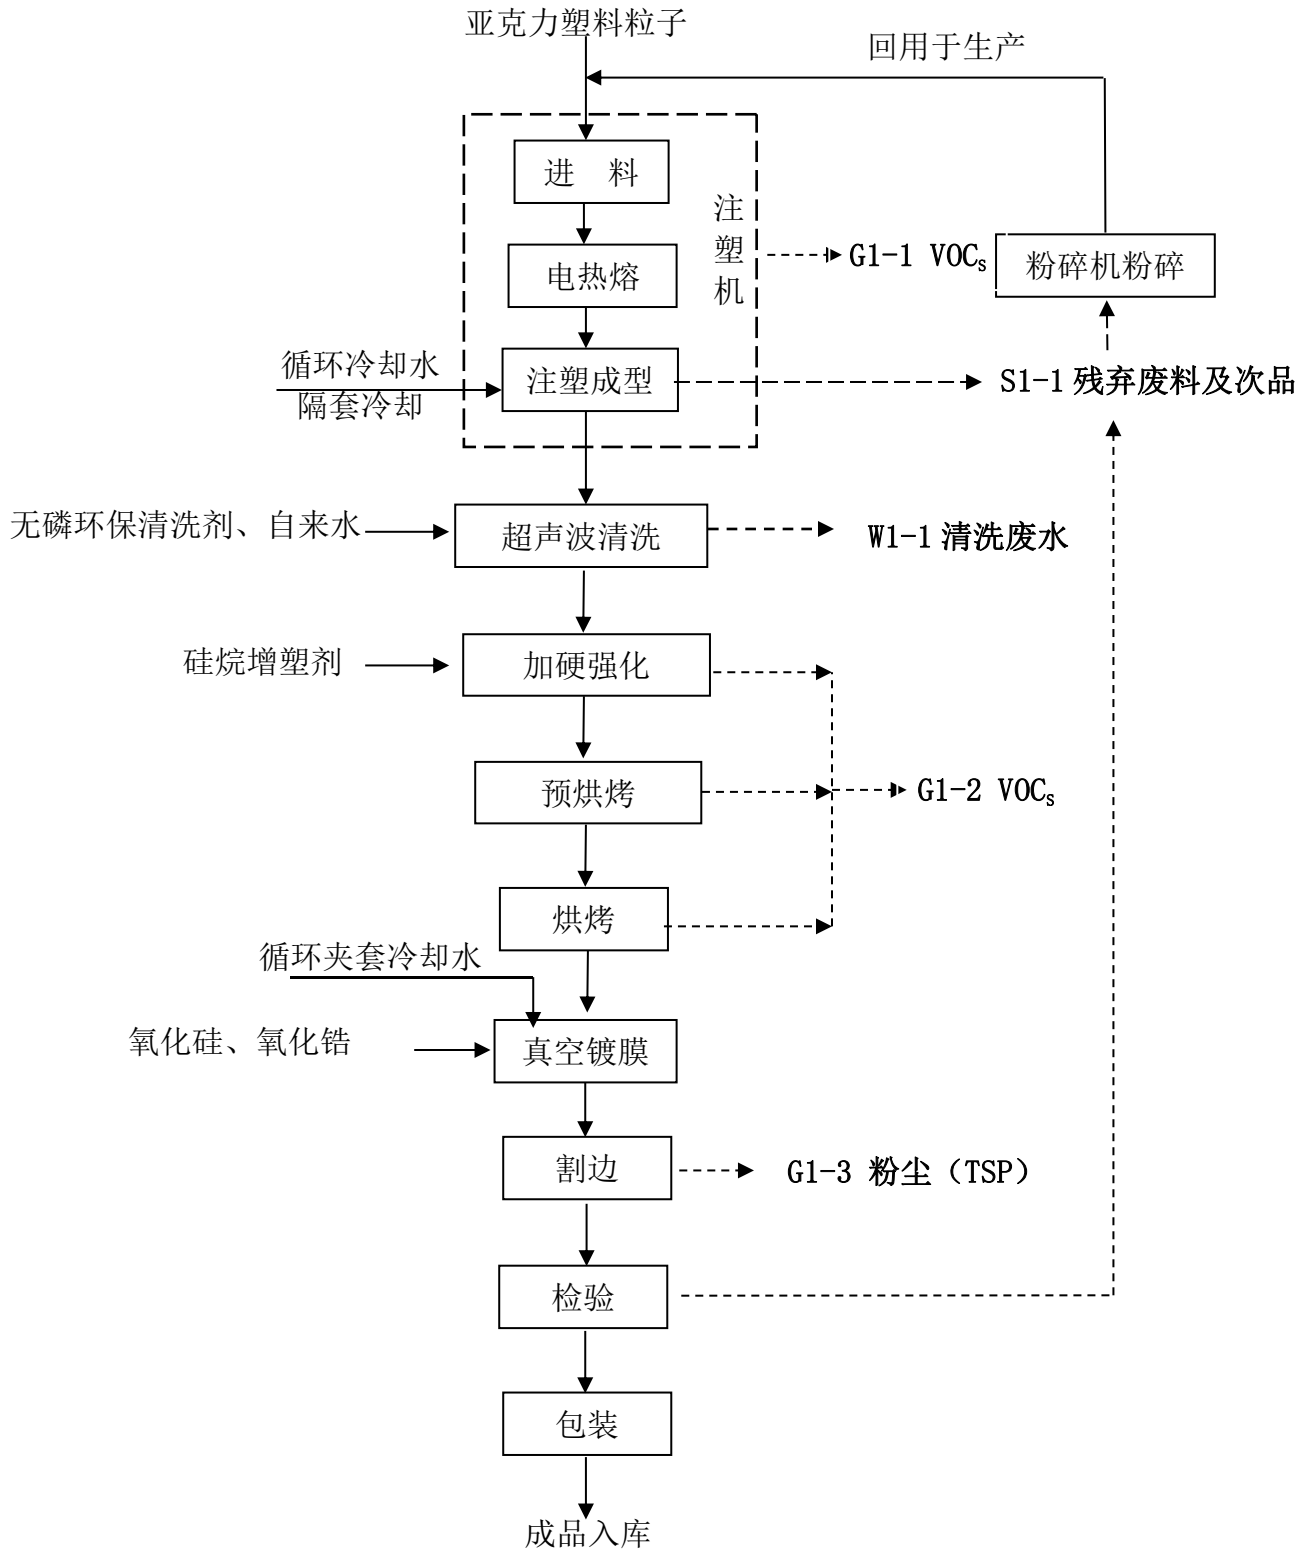 亚克力塑料粒子
回用于生产
进 料
注塑机
电热熔
G1-1 VOCs
粉碎机粉碎
循环冷却水
隔套冷却
注塑成型
S1-1 残弃废料及次品
无磷环保清洗剂、自来水
超声波清洗
W1-1 清洗废水
硅烷增塑剂
加硬强化
预烘烤
G1-2 VOCs
烘烤
循环夹套冷却水
氧化硅、氧化锆
真空镀膜
割边
G1-3 粉尘（TSP）
检验
包装
成品入库